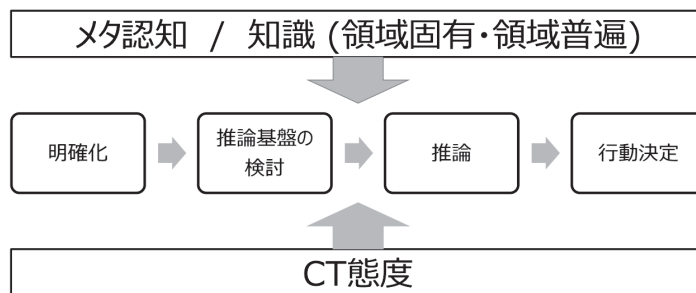 メタ認知 / 知識 (領域固有・領域普遍)
明確化
推論基盤の
検討
推論
行動決定
CT態度